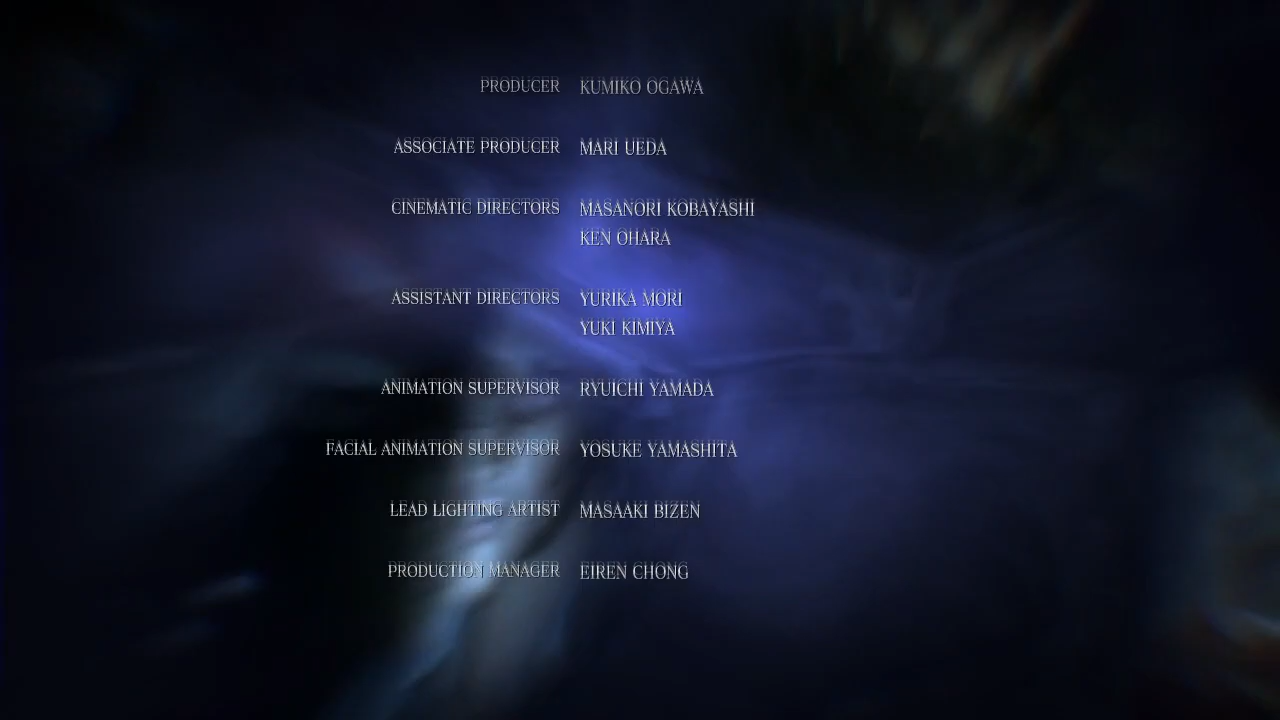 PRODUCER KUMIKO OGAWA
ASSOCIATE PRODUCER MARI UEDA
CINEMATIC DIRECTORS MASANORI KOBAYASHI
KEN OHARA
ASSISTANT DIRECTORS YURIKA MORI
YUKI KIMIYA
ANIMATION SUPERVISOR RYUICHI YAMADA
FACIAL ANIMATION SUPERVISOR YOSUKE YAMASHITA
LEAD LIGHTING ARTIST MASAAKI BIZEN
PRODUCTION MANAGER EIREN CHONG